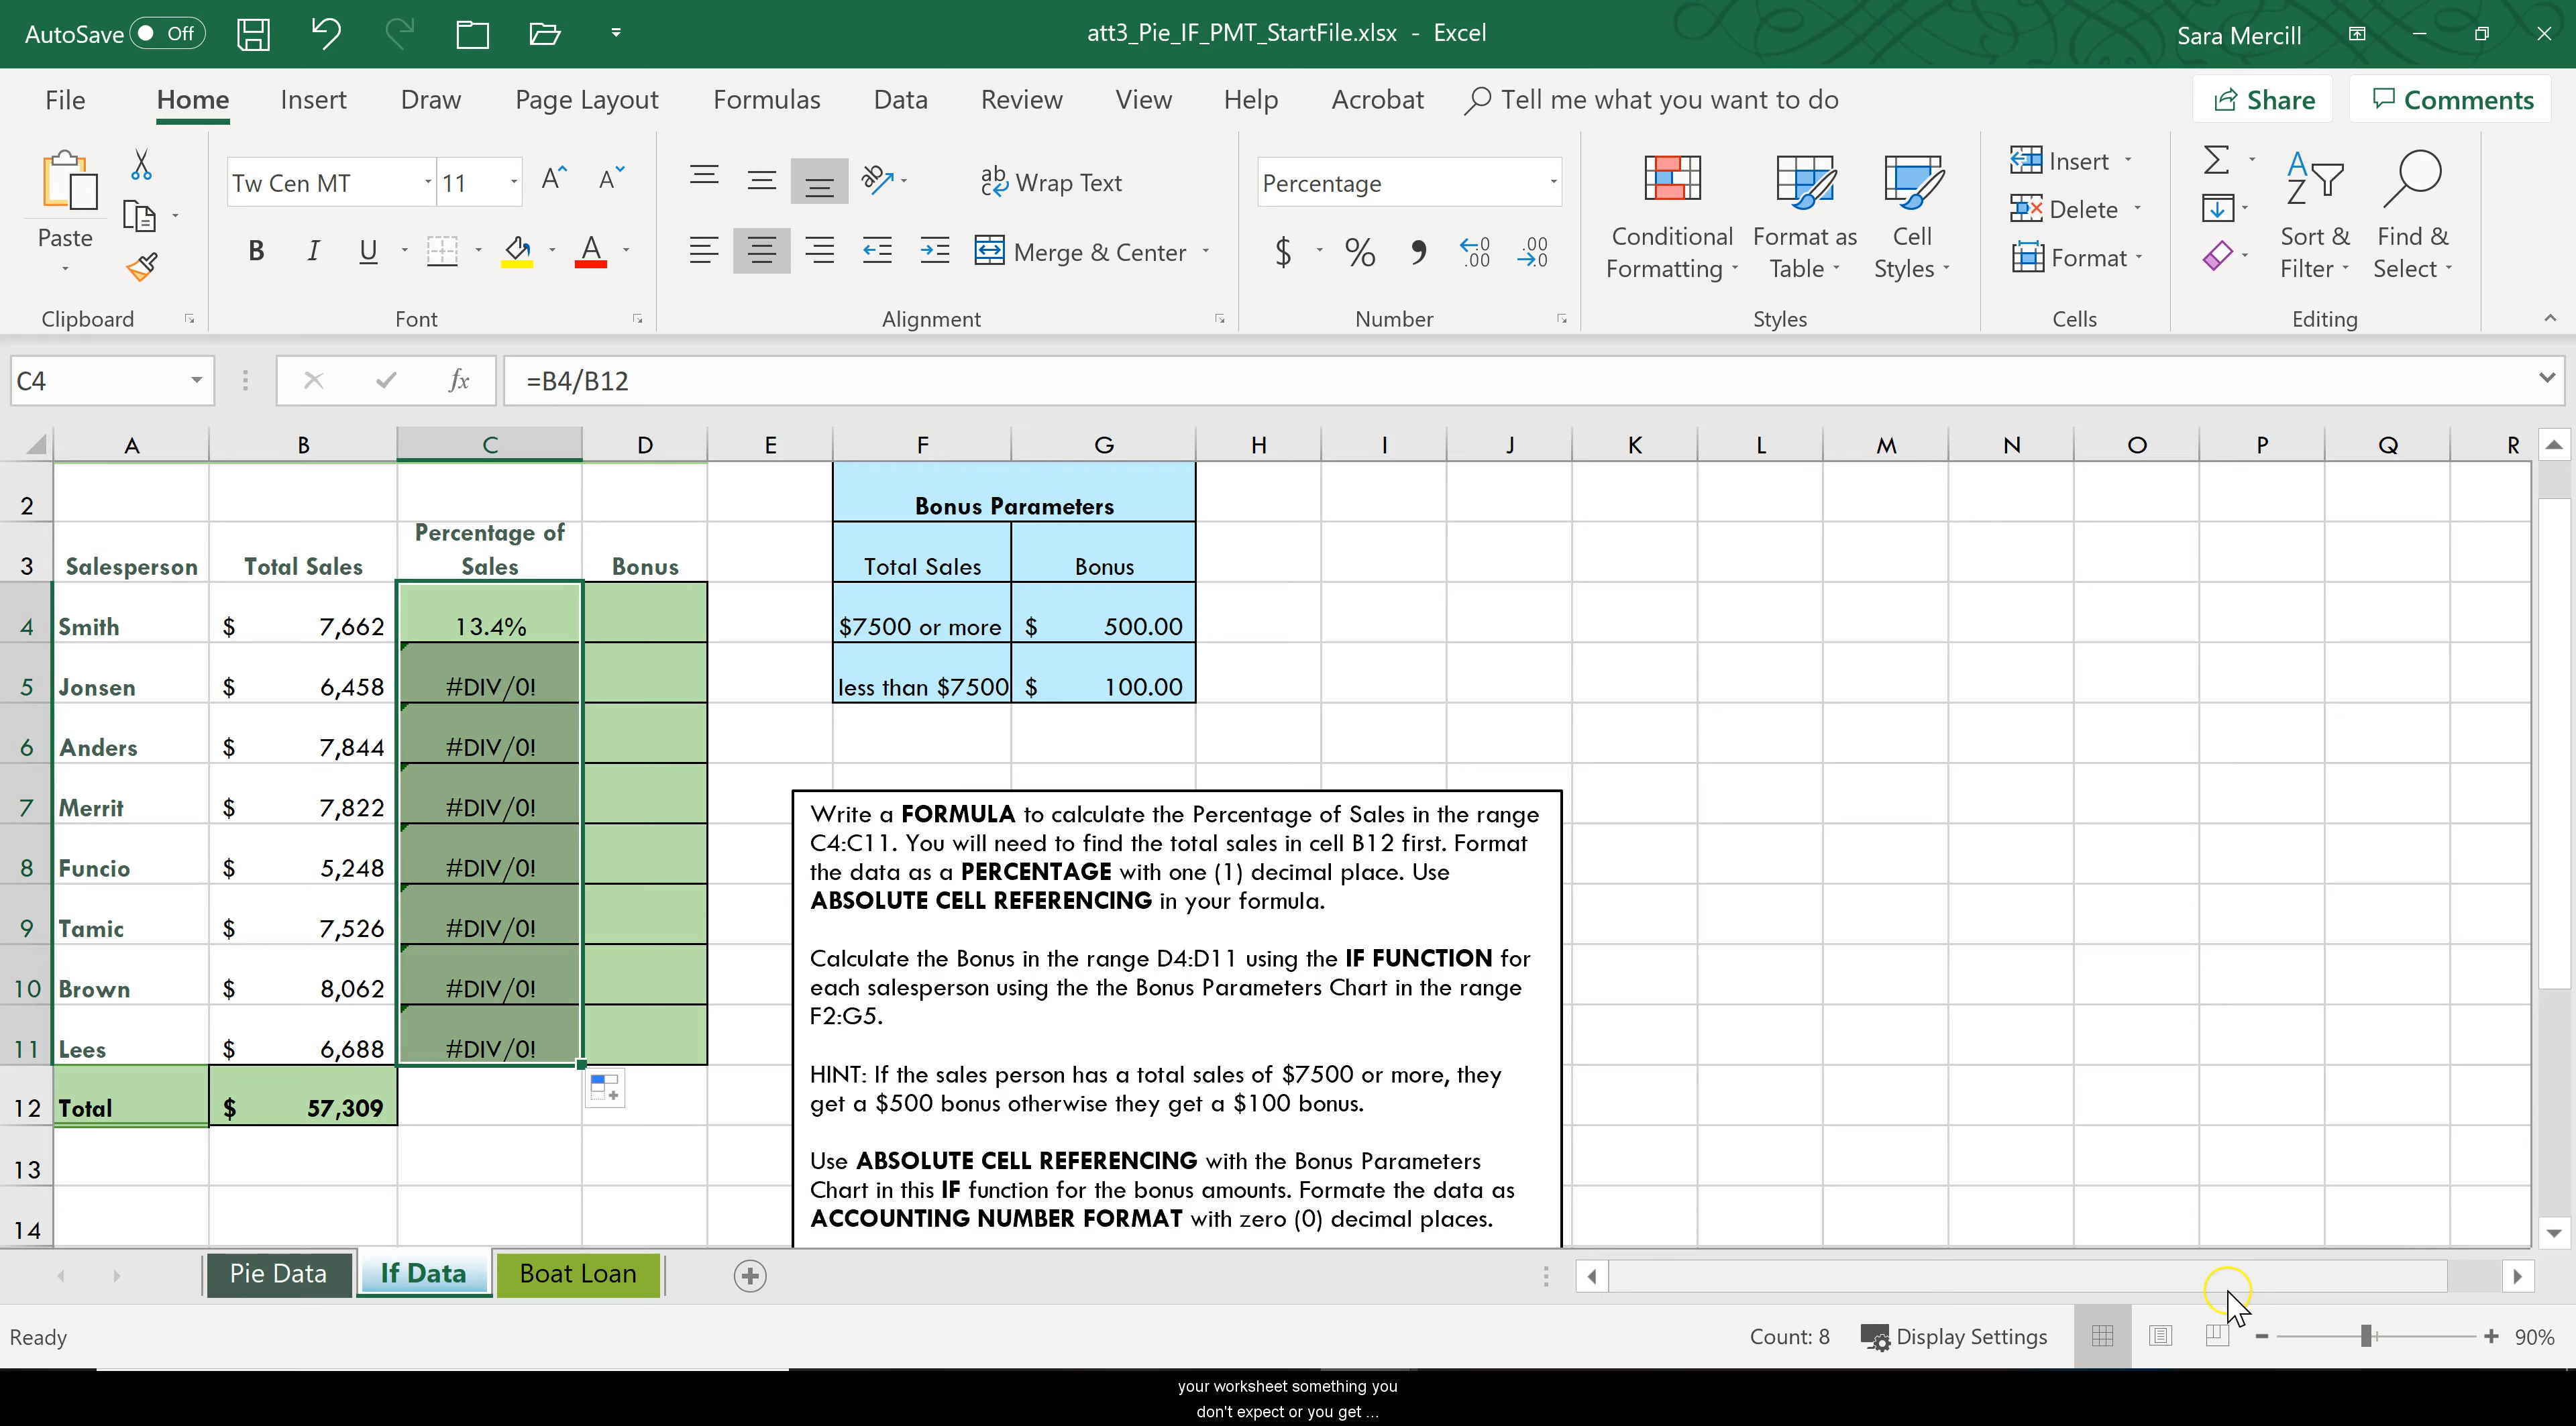 AutoSave Off att3_Pie_IF_PMT_StartFile.xlsx - Excel Sara Mercill
File Home Insert Draw Page Layout Formulas Data Review View Help Acrobat Tell me what you want to do Share Comments
Tw Cen MT 11 ab Wrap Text Percentage Insert
Paste B I U A Merge & Center $ % , Conditional Formatting Format as Table Cell Styles Delete Format Sort & Filter Find & Select
Clipboard Font Alignment Number Styles Cells Editing
C4 fx =B4/B12
A B C D E F G H I J K L M N O P Q R
2 Bonus Parameters
3 Salesperson Total Sales Percentage of Sales Bonus Total Sales Bonus
4 Smith $ 7,662 13.4% $7500 or more $ 500.00
5 Jonsen $ 6,458 #DIV/0! less than $7500 $ 100.00
6 Anders $ 7,844 #DIV/0!
7 Merrit $ 7,822 #DIV/0!
8 Funcio $ 5,248 #DIV/0!
9 Tamic $ 7,526 #DIV/0!
10 Brown $ 8,062 #DIV/0!
11 Lees $ 6,688 #DIV/0!
12 Total $ 57,309
13
14
Write a FORMULA to calculate the Percentage of Sales in the range
C4:C11. You will need to find the total sales in cell B12 first. Format
the data as a PERCENTAGE with one (1) decimal place. Use
ABSOLUTE CELL REFERENCING in your formula.
Calculate the Bonus in the range D4:D11 using the IF FUNCTION for
each salesperson using the the Bonus Parameters Chart in the range
F2:G5.
HINT: If the sales person has a total sales of $7500 or more, they
get a $500 bonus otherwise they get a $100 bonus.
Use ABSOLUTE CELL REFERENCING with the Bonus Parameters
Chart in this IF function for the bonus amounts. Formate the data as
ACCOUNTING NUMBER FORMAT with zero (0) decimal places.
Pie Data If Data Boat Loan
Ready Count: 8 Display Settings 90%
your worksheet something you
don't expect or you get ...